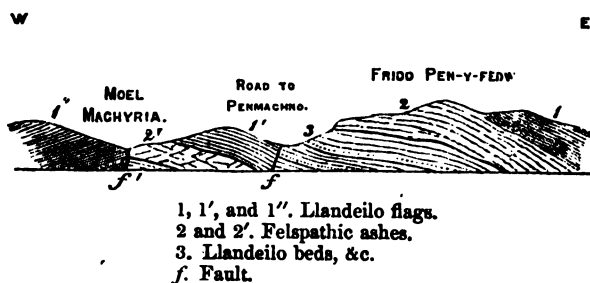 W
E
MOEL
MACHYRIA.
ROAD TO
PENMACHNO.
FRIDD PEN-Y-FEDW
1" 2' 1' 3 2 1
f' f
1, 1′, and 1″. Llandeilo flags.
2 and 2′. Felspathic ashes.
3. Llandeilo beds, &c.
f. Fault.